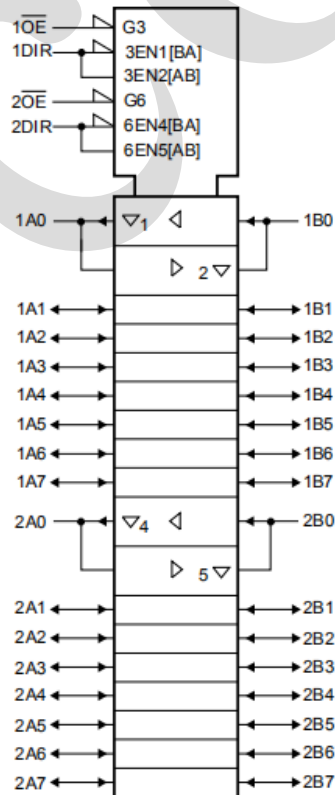 1O̅E̅ G3
1DIR 3EN1[BA]
3EN2[AB]
2O̅E̅ G6
2DIR 6EN4[BA]
6EN5[AB]
1A0 1 1B0
2
1A1 1B1
1A2 1B2
1A3 1B3
1A4 1B4
1A5 1B5
1A6 1B6
1A7 1B7
2A0 4 2B0
5
2A1 2B1
2A2 2B2
2A3 2B3
2A4 2B4
2A5 2B5
2A6 2B6
2A7 2B7